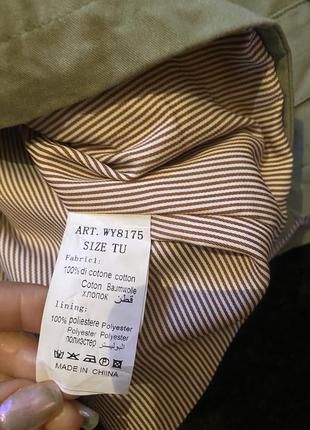 ART. WY8175
SIZE TU
Fabric1:
100%di cotone cotton
Coton Baumwolle
хлопок قطن
lining:
100% poliestere Polyester
Polyester Polyester
полиэстер البوليستر
MADE IN CHINA